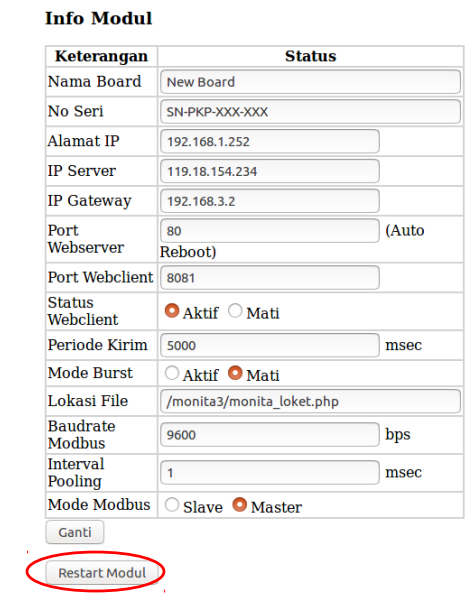 Info Modul
Keterangan Status
Nama Board New Board
No Seri SN-PKP-XXX-XXX
Alamat IP 192.168.1.252
IP Server 119.18.154.234
IP Gateway 192.168.3.2
Port Webserver 80 (Auto Reboot)
Port Webclient 8081
Status Webclient Aktif Mati
Periode Kirim 5000 msec
Mode Burst Aktif Mati
Lokasi File /monita3/monita_loket.php
Baudrate Modbus 9600 bps
Interval Pooling 1 msec
Mode Modbus Slave Master
Ganti
Restart Modul